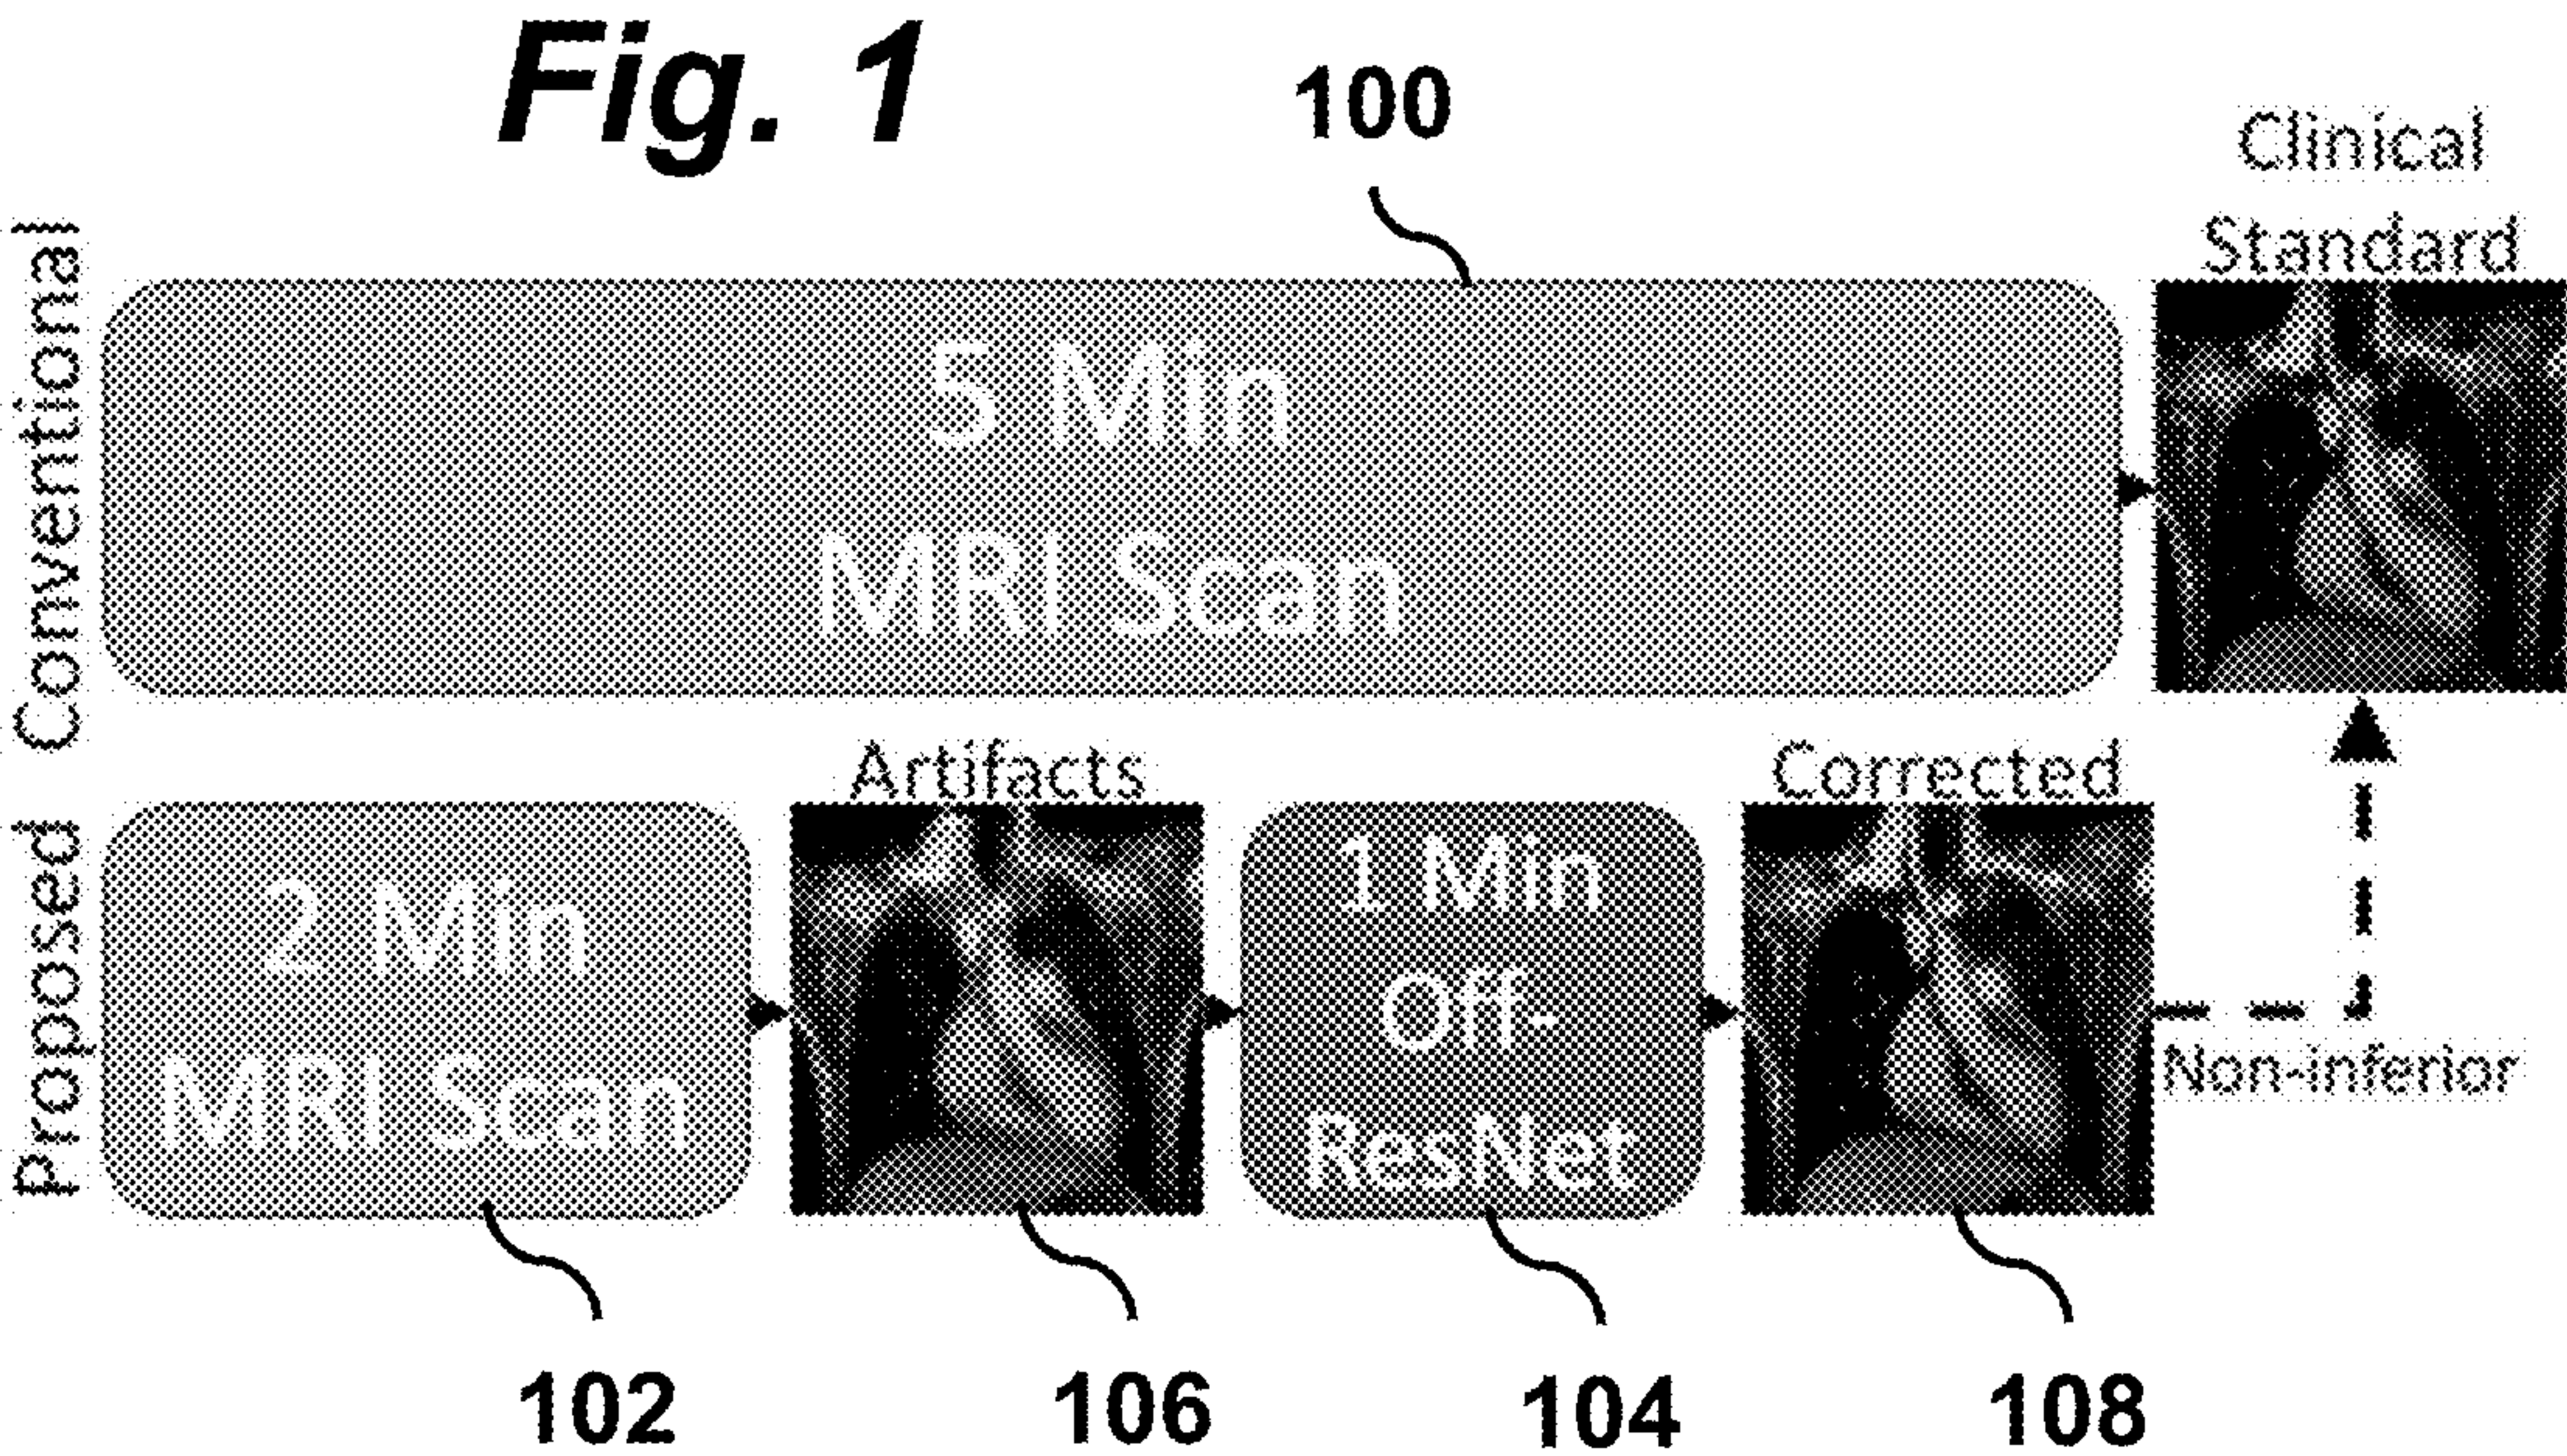 Fig. 1
100
Clinical
Standard
Conventional
5 Min
MRI Scan
Proposed
2 Min
MRI Scan
Artifacts
1 Min
Off-
ResNet
Corrected
Non-inferior
102
106
104
108